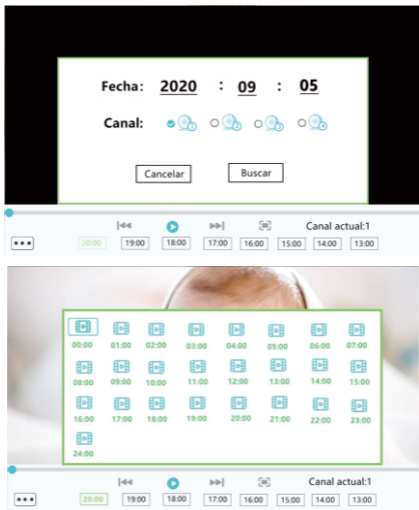 Fecha: 2020 : 09 : 05
Canal: 1 2 3 4
Cancelar Buscar
Canal actual:1
20:00 19:00 18:00 17:00 16:00 15:00 14:00 13:00
00:00 01:00 02:00 03:00 04:00 05:00 06:00 07:00
08:00 09:00 10:00 11:00 12:00 13:00 14:00 15:00
16:00 17:00 18:00 19:00 20:00 21:00 22:00 23:00
24:00
Canal actual:1
20:00 19:00 18:00 17:00 16:00 15:00 14:00 13:00